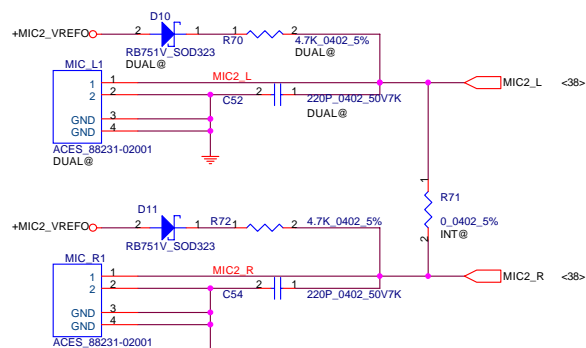 D10
+MIC2_VREFO 2 1 1 2
R70 4.7K_0402_5%
RB751V_SOD323 DUAL@
DUAL@
MIC_L1
1 1 MIC2_L MIC2_L <38>
2 2 2 1
C52 220P_0402_50V7K
DUAL@
GND 3
GND 4
ACES_88231-02001
DUAL@
1
R71
0_0402_5%
INT@
2
D11
+MIC2_VREFO 2 1 R72 1 2 4.7K_0402_5%
RB751V_SOD323
MIC_R1
1 1 MIC2_R MIC2_R <38>
2 2 2 1
C54 220P_0402_50V7K
GND 3
GND 4
ACES_88231-02001